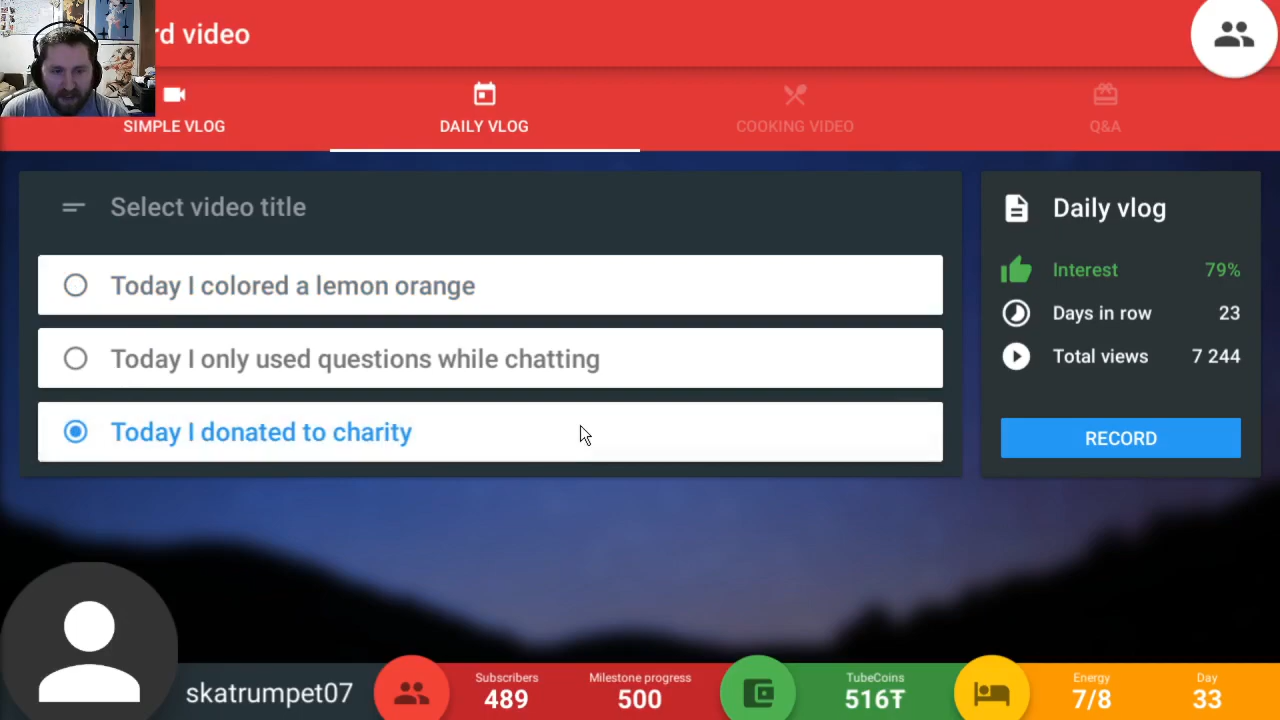 rd video
SIMPLE VLOG
DAILY VLOG
COOKING VIDEO
Q&A
Select video title
Today I colored a lemon orange
Today I only used questions while chatting
Today I donated to charity
Daily vlog
Interest 79%
Days in row 23
Total views 7 244
RECORD
skatrumpet07
Subscribers
489
Milestone progress
500
TubeCoins
516Ŧ
Energy
7/8
Day
33